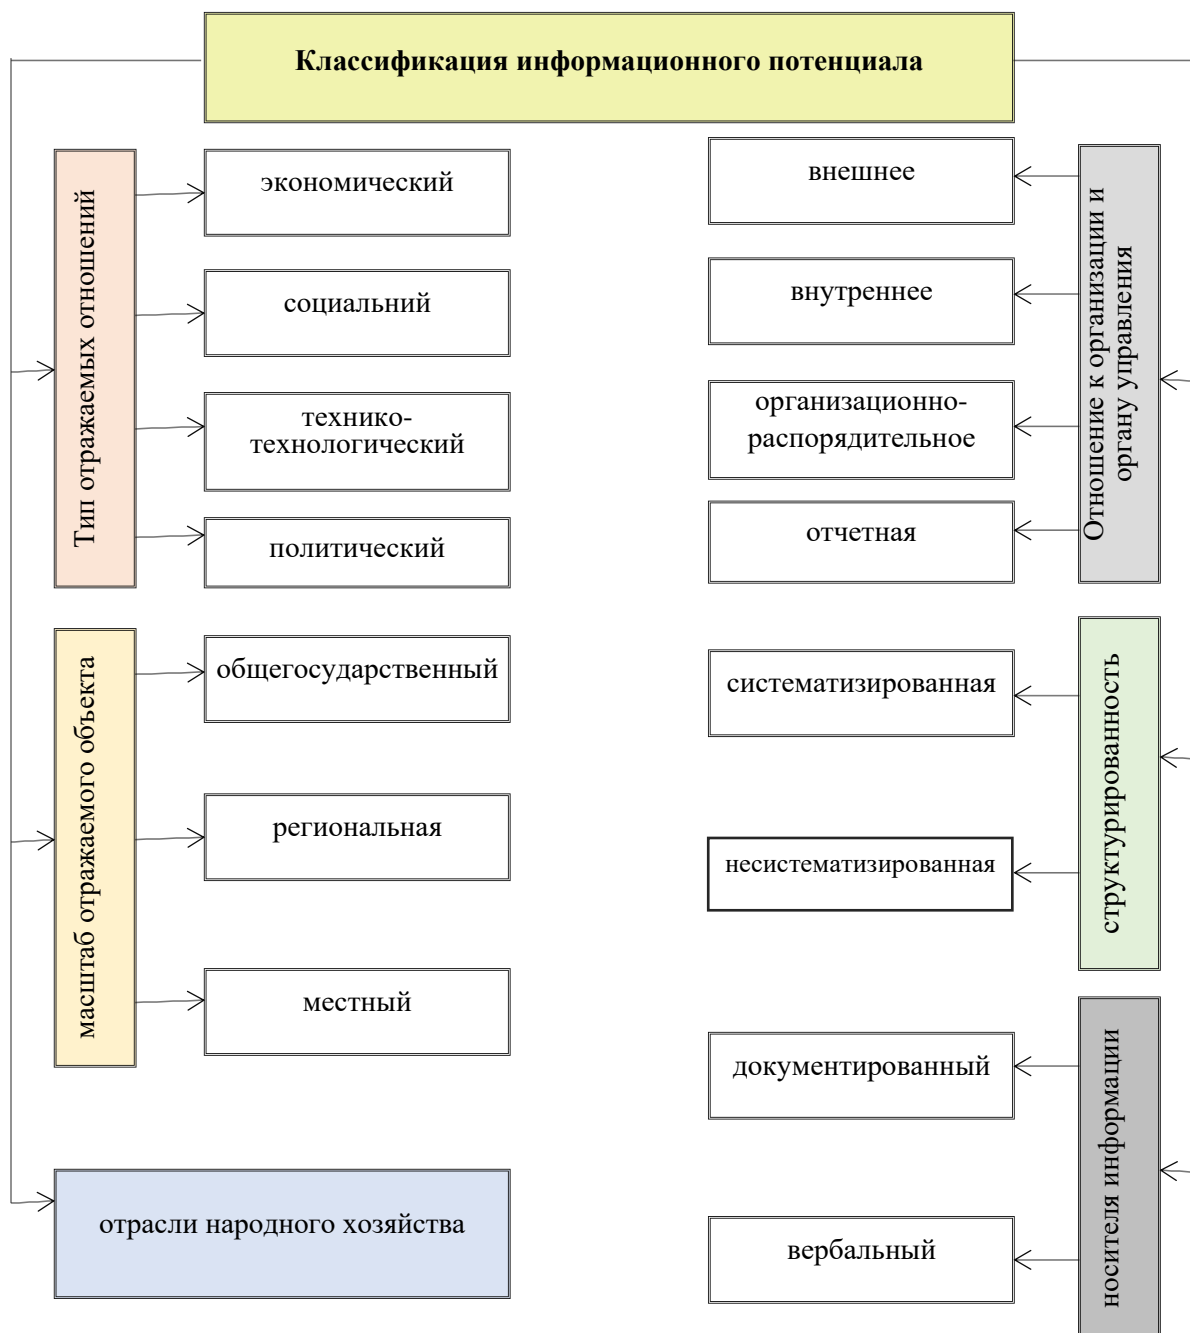 Классификация информационного потенциала
Тип отражаемых отношений
экономический
социальний
технико-
технологический
политический
масштаб отражаемого объекта
общегосударственный
региональная
местный
отрасли народного хозяйства
Отношение к организации и
органу управления
внешнее
внутреннее
организационно-
распорядительное
отчетная
структурированность
систематизированная
несистематизированная
носителя информации
документированный
вербальный